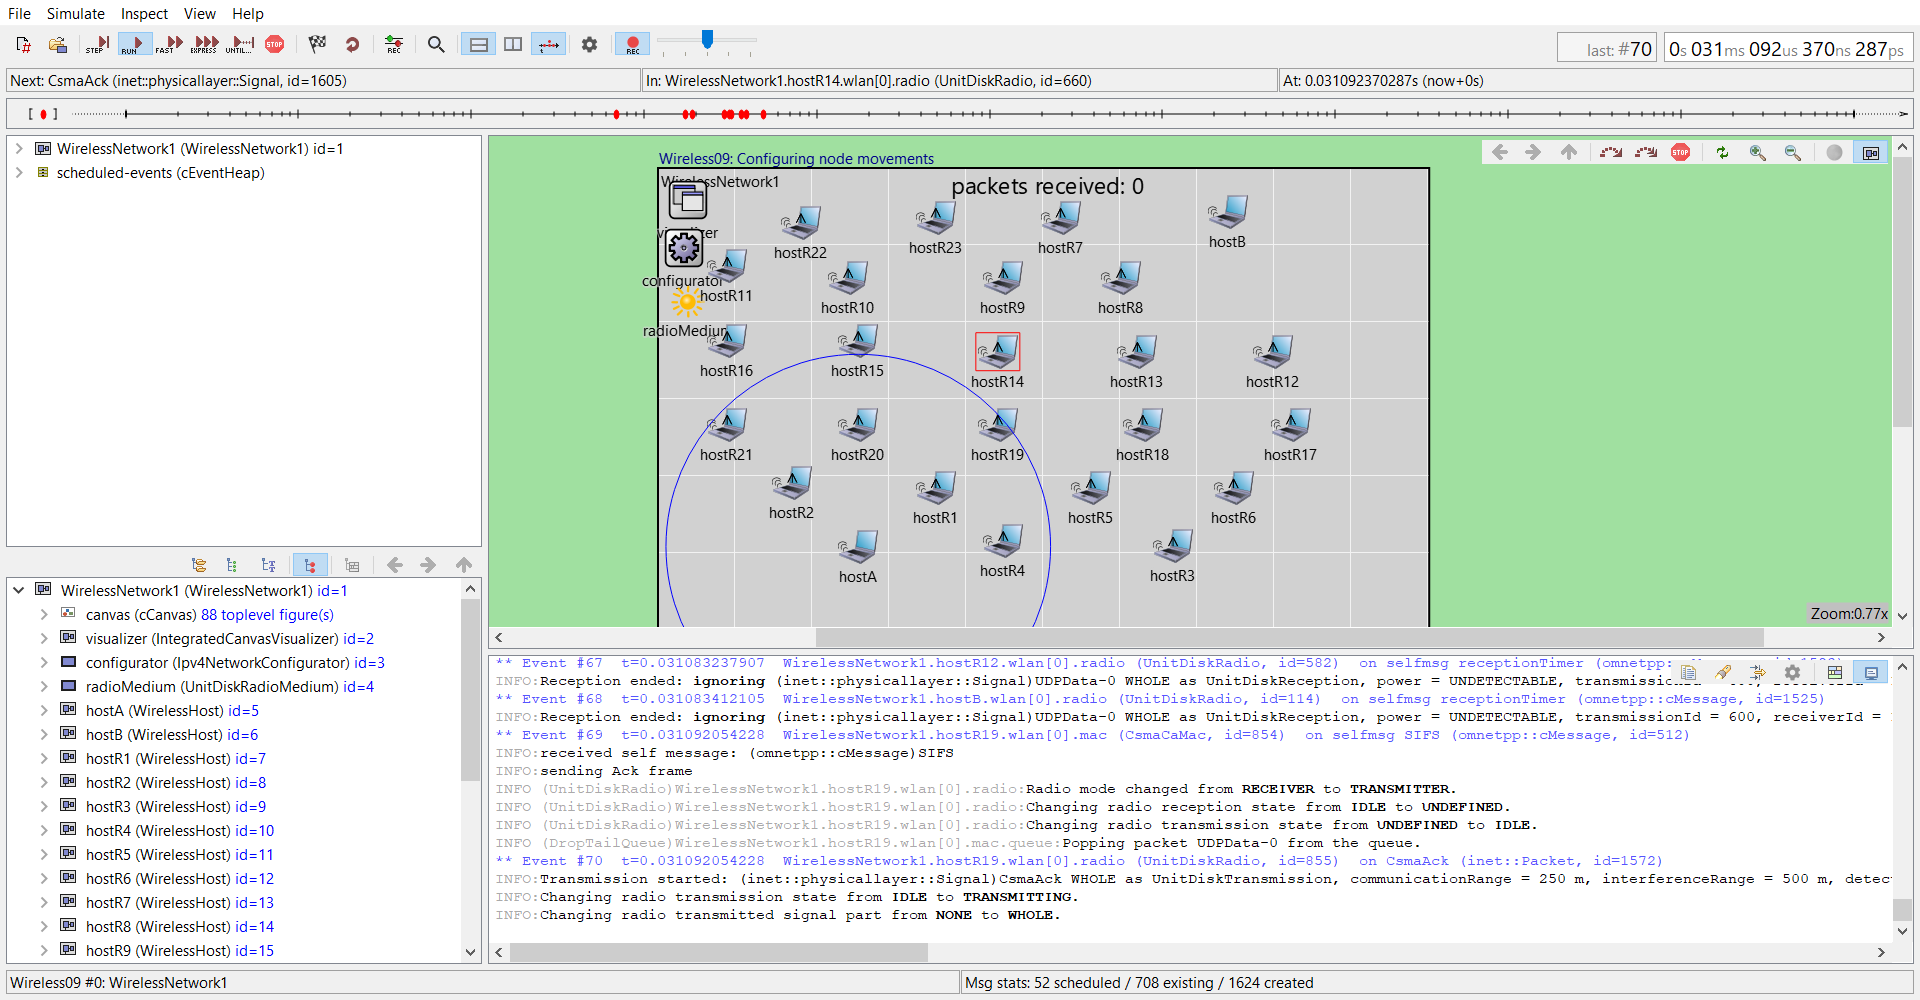 File Simulate Inspect View Help
STEP RUN FAST EXPRESS UNTIL... STOP REC REC
last: #70 0s 031ms 092us 370ns 287ps
Next: CsmaAck (inet::physicallayer::Signal, id=1605) In: WirelessNetwork1.hostR14.wlan[0].radio (UnitDiskRadio, id=660) At: 0.031092370287s (now+0s)
WirelessNetwork1 (WirelessNetwork1) id=1
scheduled-events (cEventHeap)
WirelessNetwork1 (WirelessNetwork1) id=1
canvas (cCanvas) 88 toplevel figure(s)
visualizer (IntegratedCanvasVisualizer) id=2
configurator (Ipv4NetworkConfigurator) id=3
radioMedium (UnitDiskRadioMedium) id=4
hostA (WirelessHost) id=5
hostB (WirelessHost) id=6
hostR1 (WirelessHost) id=7
hostR2 (WirelessHost) id=8
hostR3 (WirelessHost) id=9
hostR4 (WirelessHost) id=10
hostR5 (WirelessHost) id=11
hostR6 (WirelessHost) id=12
hostR7 (WirelessHost) id=13
hostR8 (WirelessHost) id=14
hostR9 (WirelessHost) id=15
Wireless09: Configuring node movements
STOP
WirelessNetwork1
packets received: 0
visualizer
hostR22 hostR23 hostR7 hostB
configurator
hostR11 hostR10 hostR9 hostR8
radioMedium
hostR16 hostR15 hostR14 hostR13 hostR12
hostR21 hostR20 hostR19 hostR18 hostR17
hostR2 hostR1 hostR5 hostR6
hostA hostR4 hostR3
Zoom:0.77x
** Event #67 t=0.031083237907 WirelessNetwork1.hostR12.wlan[0].radio (UnitDiskRadio, id=582) on selfmsg receptionTimer (omnetpp::
INFO:Reception ended: ignoring (inet::physicallayer::Signal)UDPData-0 WHOLE as UnitDiskReception, power = UNDETECTABLE,
** Event #68 t=0.031083412105 WirelessNetwork1.hostB.wlan[0].radio (UnitDiskRadio, id=114) on selfmsg receptionTimer (omnetpp::cMessage, id=1525)
INFO:Reception ended: ignoring (inet::physicallayer::Signal)UDPData-0 WHOLE as UnitDiskReception, power = UNDETECTABLE, transmissionId = 600, receiverId =
** Event #69 t=0.031092054228 WirelessNetwork1.hostR19.wlan[0].mac (CsmaCaMac, id=854) on selfmsg SIFS (omnetpp::cMessage, id=512)
INFO:received self message: (omnetpp::cMessage)SIFS
INFO:sending Ack frame
INFO (UnitDiskRadio)WirelessNetwork1.hostR19.wlan[0].radio:Radio mode changed from RECEIVER to TRANSMITTER.
INFO (UnitDiskRadio)WirelessNetwork1.hostR19.wlan[0].radio:Changing radio reception state from IDLE to UNDEFINED.
INFO (UnitDiskRadio)WirelessNetwork1.hostR19.wlan[0].radio:Changing radio transmission state from UNDEFINED to IDLE.
INFO (DropTailQueue)WirelessNetwork1.hostR19.wlan[0].mac.queue:Popping packet UDPData-0 from the queue.
** Event #70 t=0.031092054228 WirelessNetwork1.hostR19.wlan[0].radio (UnitDiskRadio, id=855) on CsmaAck (inet::Packet, id=1572)
INFO:Transmission started: (inet::physicallayer::Signal)CsmaAck WHOLE as UnitDiskTransmission, communicationRange = 250 m, interferenceRange = 500 m, detec
INFO:Changing radio transmission state from IDLE to TRANSMITTING.
INFO:Changing radio transmitted signal part from NONE to WHOLE.
Wireless09 #0: WirelessNetwork1 Msg stats: 52 scheduled / 708 existing / 1624 created